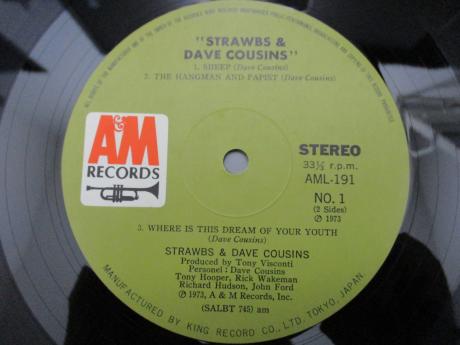 "STRAWBS &
DAVE COUSINS"
1. SHEEP (Dave Cousins)
2. THE HANGMAN AND PAPIST (Dave Cousins)
A&M
RECORDS
STEREO
33⅓ r.p.m.
AML-191
NO. 1
(2 Sides)
℗ 1973
3. WHERE IS THIS DREAM OF YOUR YOUTH
(Dave Cousins)
STRAWBS & DAVE COUSINS
Produced by Tony Visconti
Personel : Dave Cousins
Tony Hooper, Rick Wakeman
Richard Hudson, John Ford
℗ 1973, A & M Records, Inc.
(SALBT 745) am
MANUFACTURED BY KING RECORD CO., LTD. TOKYO, JAPAN